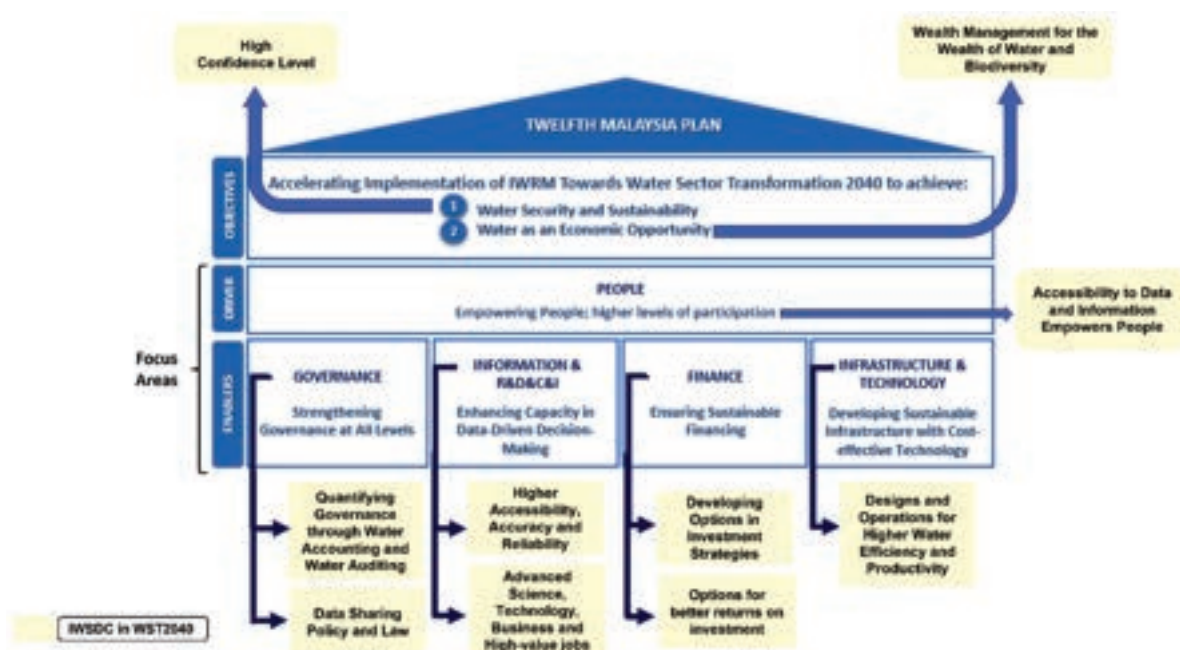 High
Confidence Level
Wealth Management for the
Wealth of Water and
Biodiversity
TWELFTH MALAYSIA PLAN
OBJECTIVES
Accelerating Implementation of IWRM Towards Water Sector Transformation 2040 to achieve:
1 Water Security and Sustainability
2 Water as an Economic Opportunity
DRIVER
PEOPLE
Empowering People; higher levels of participation
Accessibility to Data
and Information
Empowers People
Focus
Areas
ENABLERS
GOVERNANCE
Strengthening
Governance at All Levels
INFORMATION &
R&D&C&I
Enhancing Capacity in
Data-Driven Decision-
Making
FINANCE
Ensuring Sustainable
Financing
INFRASTRUCTURE &
TECHNOLOGY
Developing Sustainable
Infrastructure with Cost-
effective Technology
Quantifying
Governance
through Water
Accounting and
Water Auditing
Data Sharing
Policy and Law
Higher
Accessibility,
Accuracy and
Reliability
Advanced
Science,
Technology,
Business and
High-value jobs
Developing
Options in
Investment
Strategies
Options for
better returns on
investment
Designs and
Operations for
Higher Water
Efficiency and
Productivity
IWSDC in WST2040